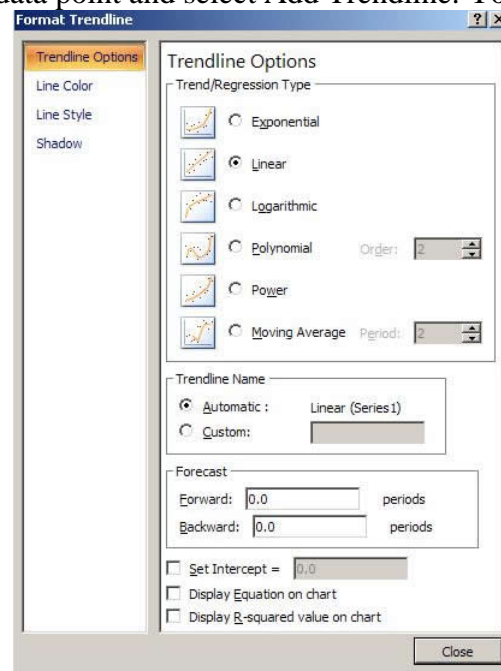 data point and select Add Trendline. Yo
Format Trendline
Trendline Options
Line Color
Line Style
Shadow
Trendline Options
Trend/Regression Type
Exponential
Linear
Logarithmic
Polynomial Order: 2
Power
Moving Average Period: 2
Trendline Name
Automatic : Linear (Series1)
Custom:
Forecast
Forward: 0.0 periods
Backward: 0.0 periods
Set Intercept = 0.0
Display Equation on chart
Display R-squared value on chart
Close